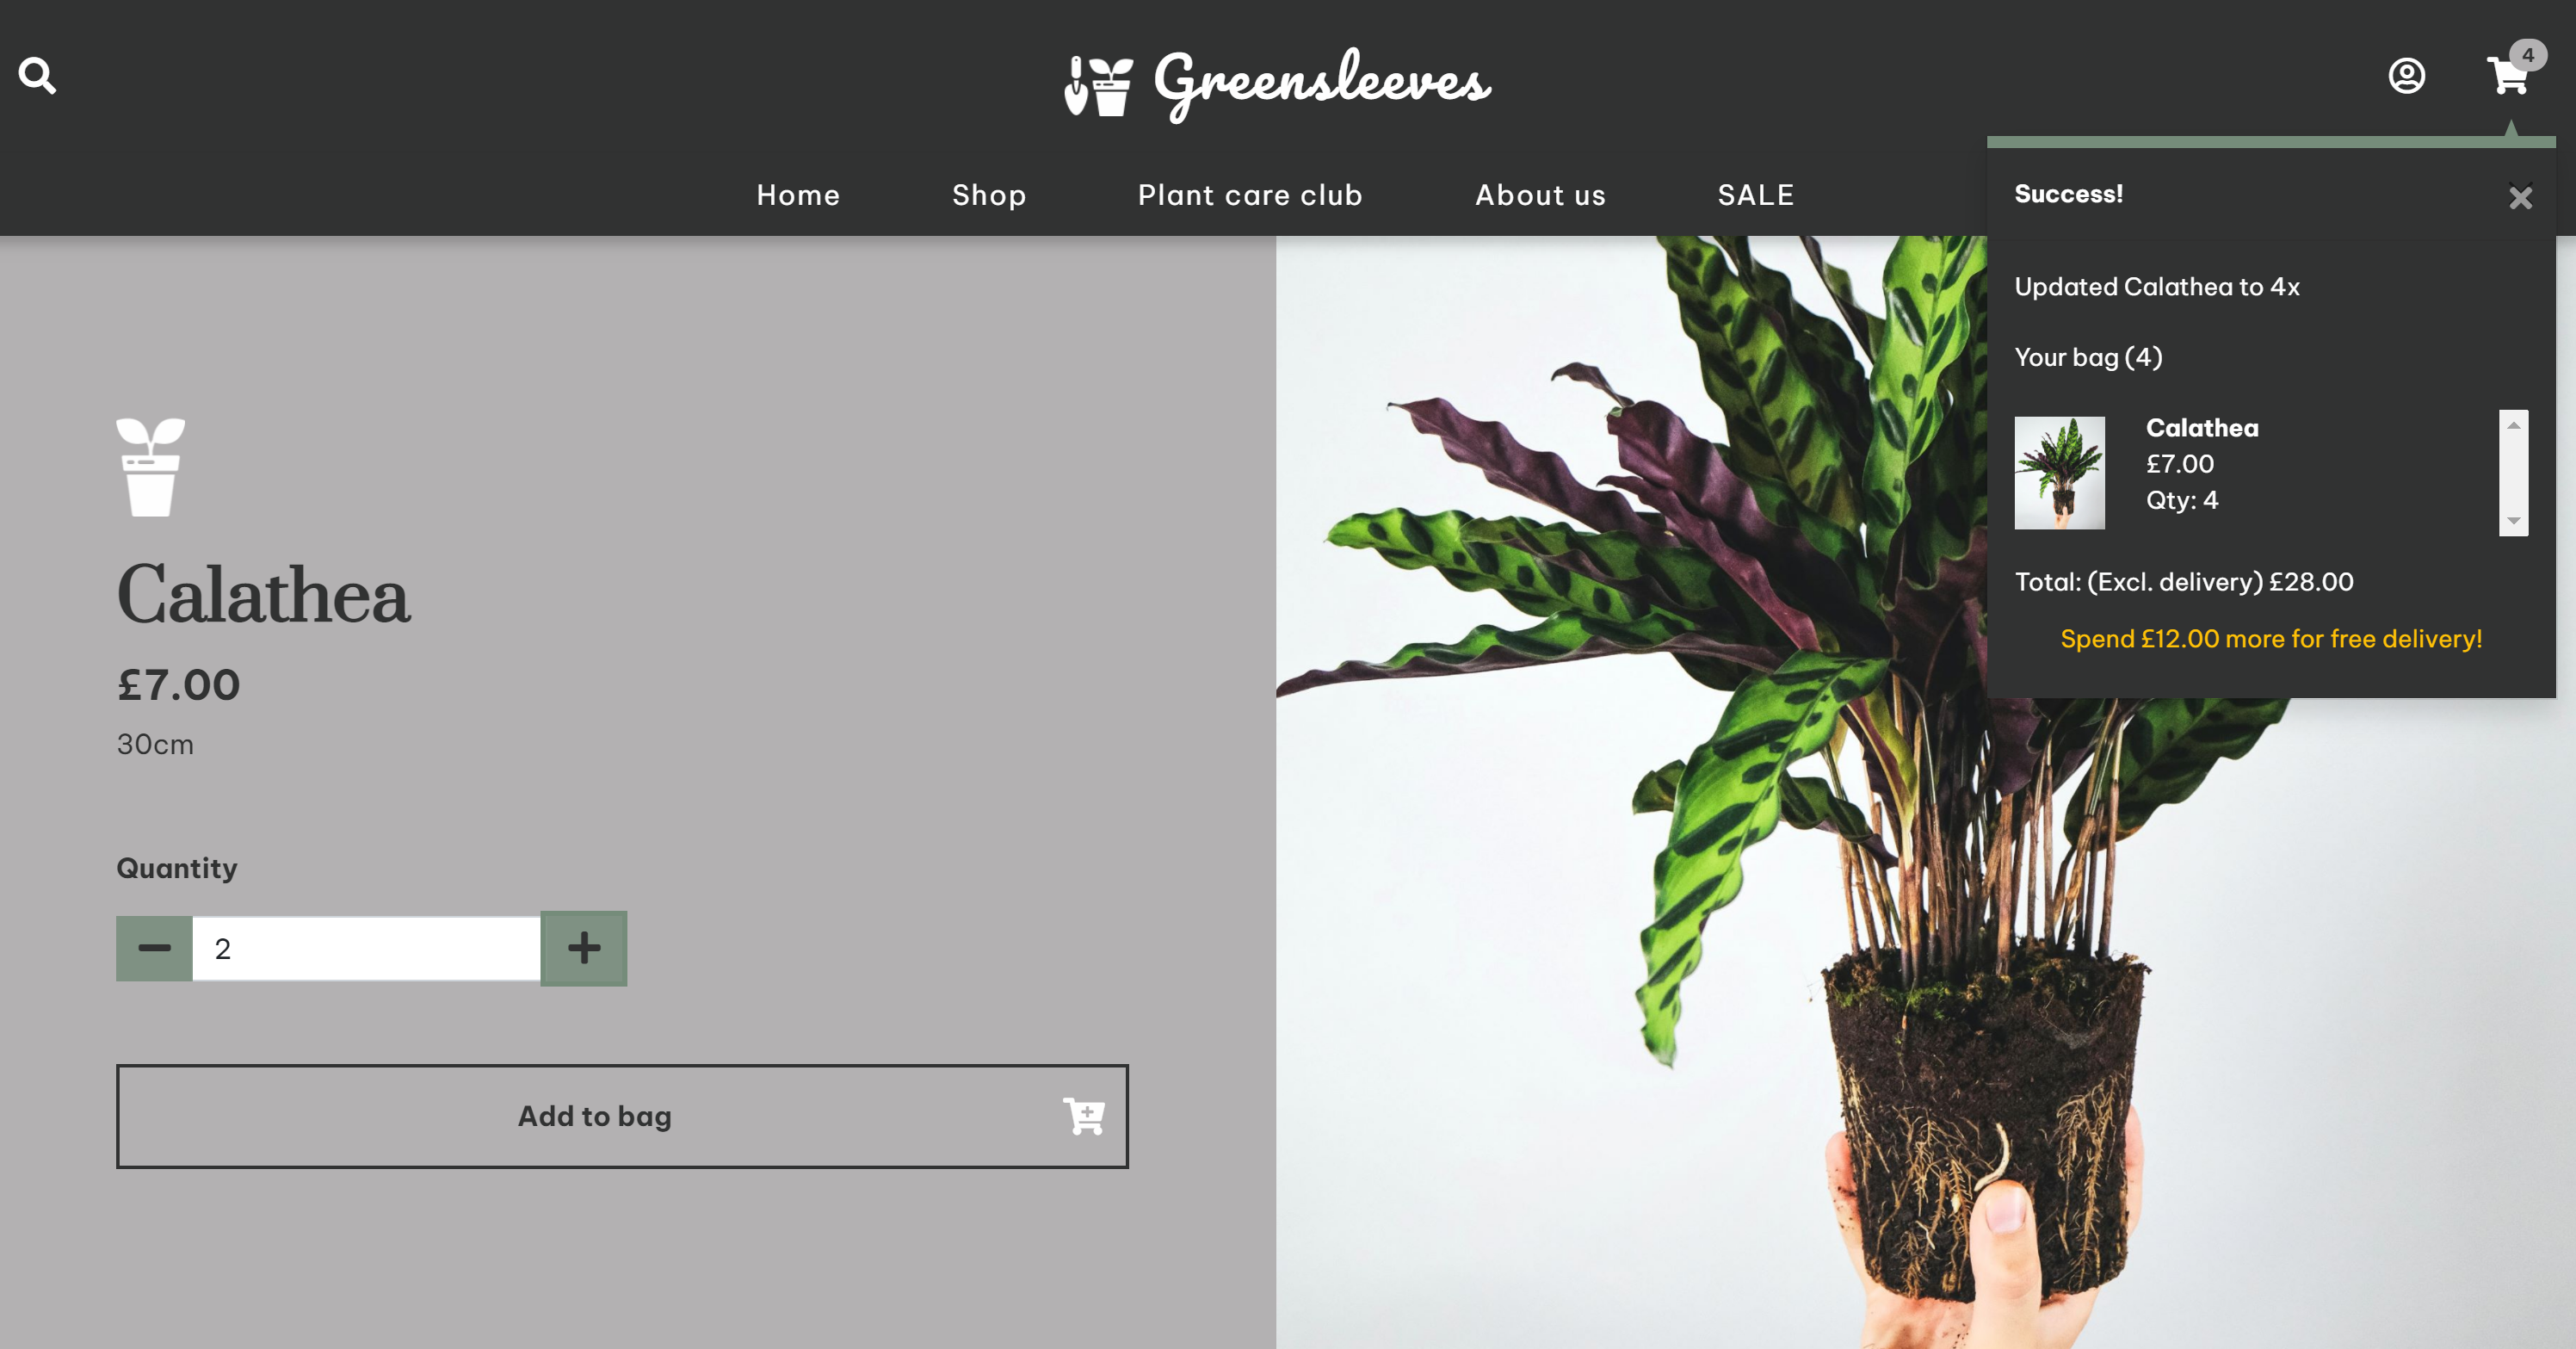 Greensleeves
4
Home Shop Plant care club About us SALE
Success!
Updated Calathea to 4x
Your bag (4)
Calathea
£7.00
Qty: 4
Total: (Excl. delivery) £28.00
Spend £12.00 more for free delivery!
Calathea
£7.00
30cm
Quantity
2
Add to bag